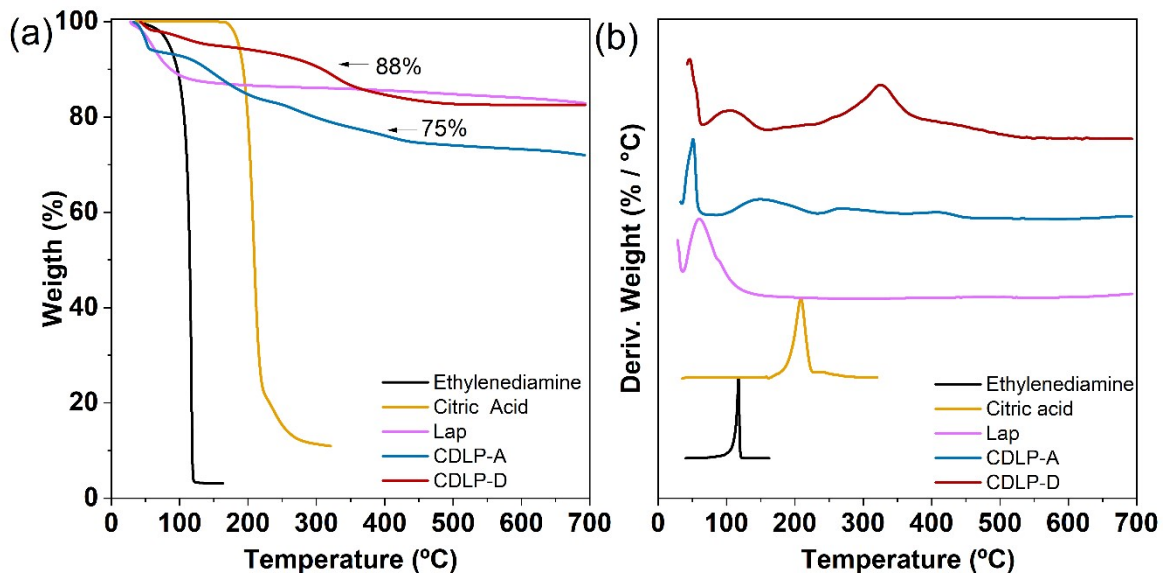 (a)
100
80
60
40
20
0
Weigth (%)
88%
75%
Ethylenediamine
Citric Acid
Lap
CDLP-A
CDLP-D
0 100 200 300 400 500 600 700
Temperature (ºC)
(b)
Deriv. Weight (% / °C)
Ethylenediamine
Citric acid
Lap
CDLP-A
CDLP-D
0 100 200 300 400 500 600 700
Temperature (ºC)